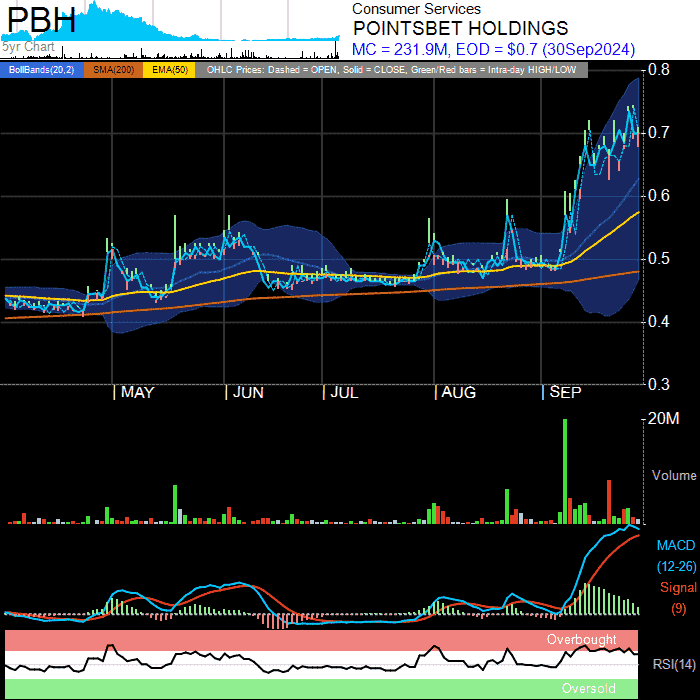 PBH
5yr Chart
Consumer Services
POINTSBET HOLDINGS
MC = 231.9M, EOD = $0.7 (30Sep2024)
BollBands(20,2) SMA(200) EMA(50) OHLC Prices: Dashed = OPEN, Solid = CLOSE, Green/Red bars = Intra-day HIGH/LOW
0.8
0.7
0.6
0.5
0.4
0.3
MAY JUN JUL AUG SEP
20M
Volume
MACD
(12-26)
Signal
(9)
Overbought
RSI(14)
Oversold